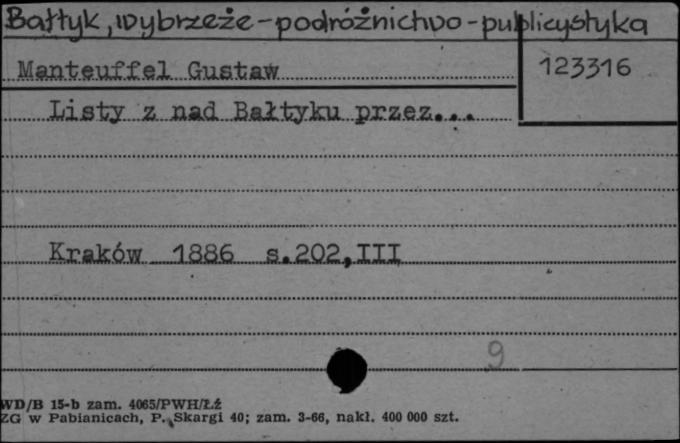 Bałtyk, wybrzeże - podróżnictwo - publicystyka
Manteuffel Gustaw
123316
Listy z nad Bałtyku przez...
Kraków 1886 s.202,III
9
WD/B 15-b zam. 4065/PWH/Łź
ZG w Pabianicach, P. Skargi 40; zam. 3-66, nakł. 400 000 szt.